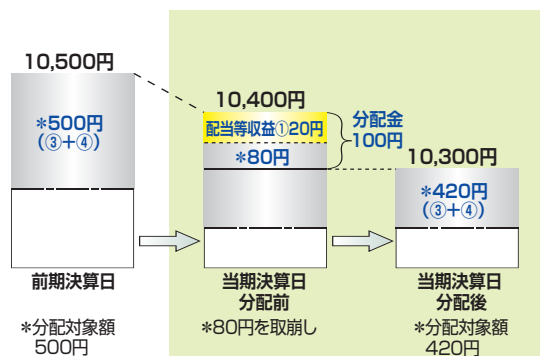 10,500円
*500円
(③+④)
前期決算日
*分配対象額
500円
10,400円
配当等収益①20円
*80円
分配金
100円
当期決算日
分配前
*80円を取崩し
10,300円
*420円
(③+④)
当期決算日
分配後
*分配対象額
420円